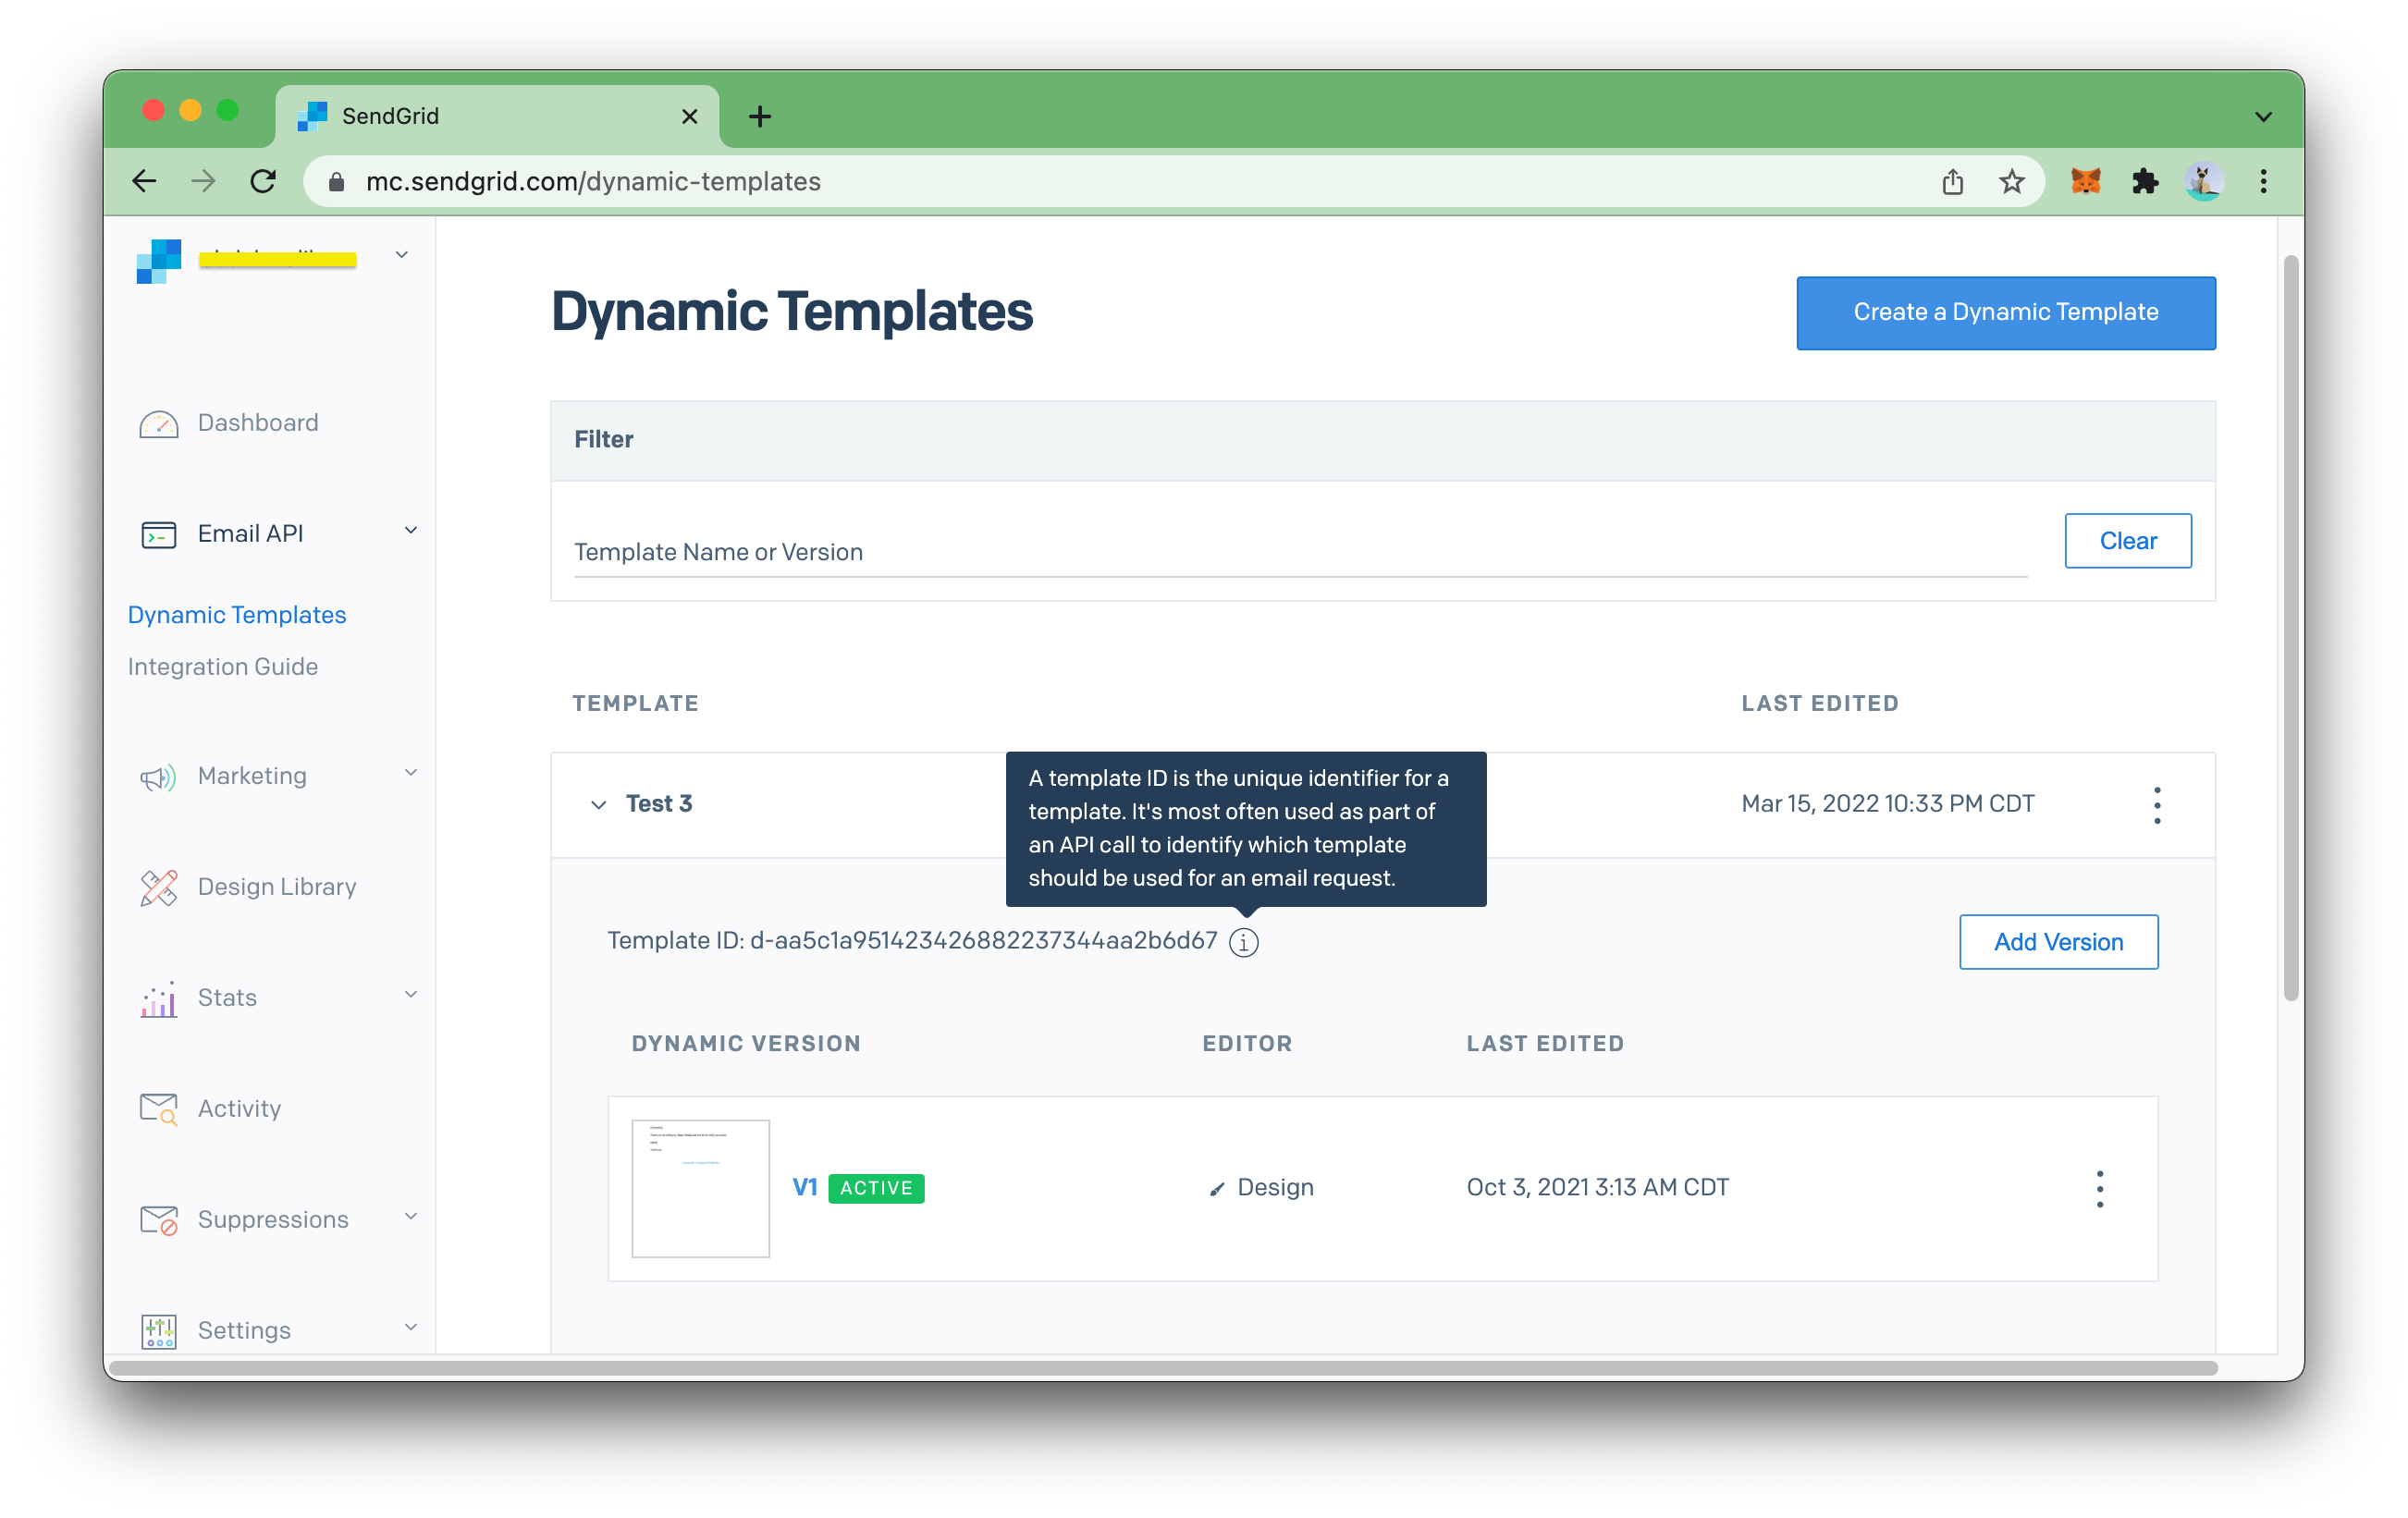 SendGrid
mc.sendgrid.com/dynamic-templates
Dynamic Templates
Create a Dynamic Template
Dashboard
Filter
Email API
Template Name or Version
Clear
Dynamic Templates
Integration Guide
TEMPLATE
LAST EDITED
Marketing
Test 3
A template ID is the unique identifier for a
template. It's most often used as part of
an API call to identify which template
should be used for an email request.
Mar 15, 2022 10:33 PM CDT
Design Library
Template ID: d-aa5c1a951423426882237344aa2b6d67
Add Version
Stats
DYNAMIC VERSION
EDITOR
LAST EDITED
Activity
V1 ACTIVE
Design
Oct 3, 2021 3:13 AM CDT
Suppressions
Settings